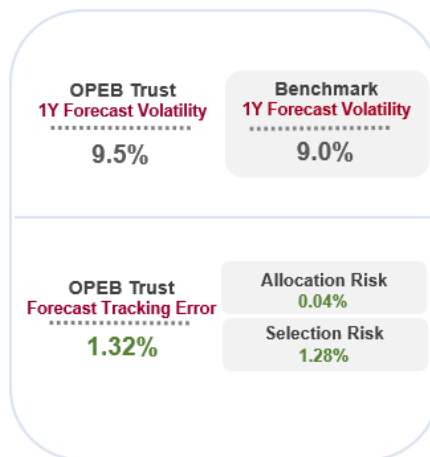 OPEB Trust
1Y Forecast Volatility
9.5%
Benchmark
1Y Forecast Volatility
9.0%
OPEB Trust
Forecast Tracking Error
1.32%
Allocation Risk
0.04%
Selection Risk
1.28%